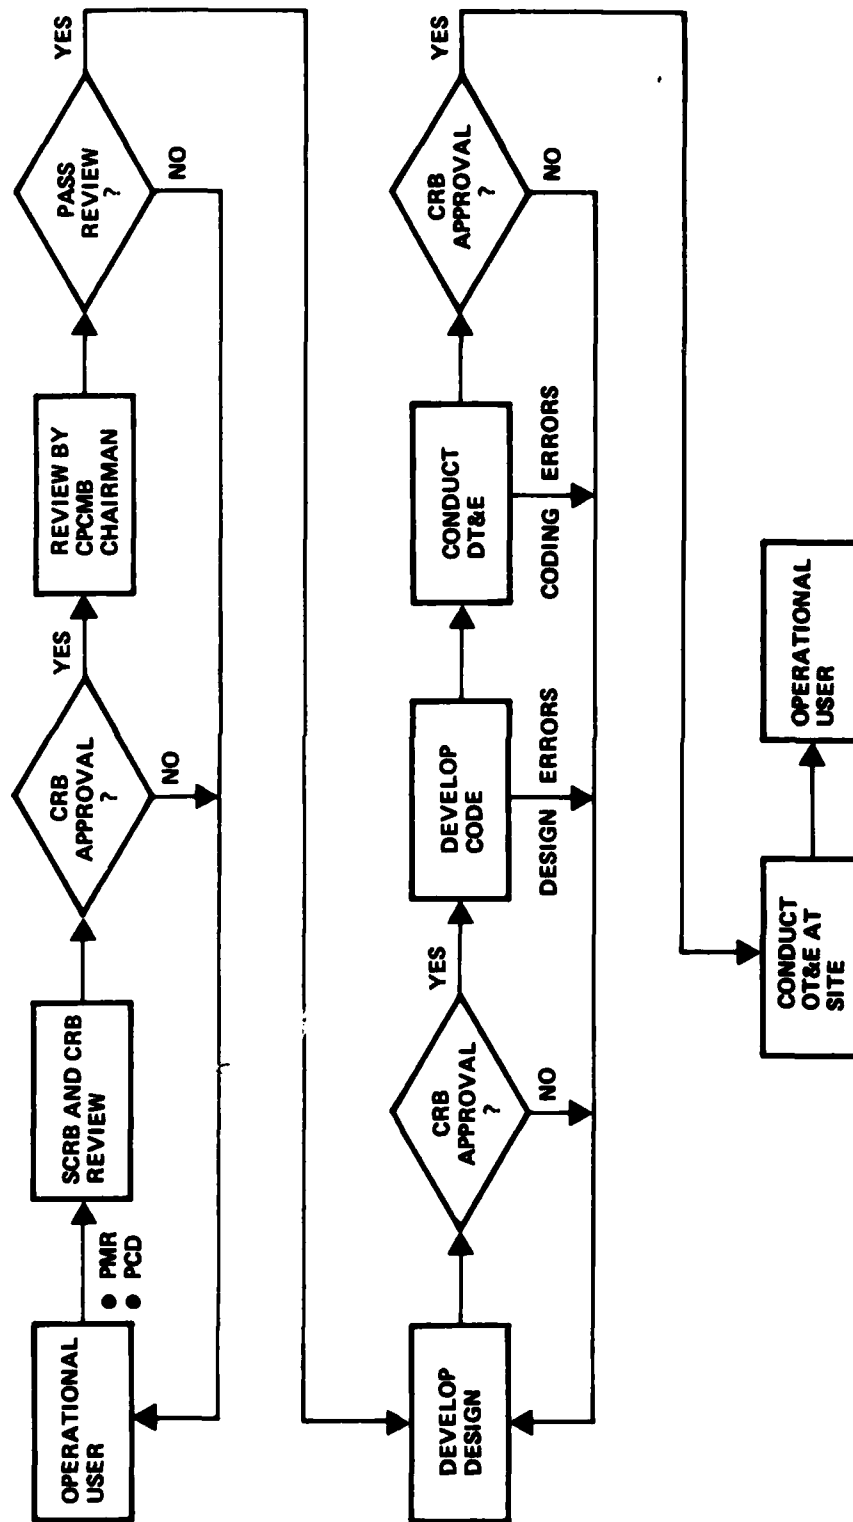 OPERATIONAL
USER
● PMR
● PCD
SCRB AND CRB
REVIEW
CRB
APPROVAL
?
YES
NO
REVIEW BY
CPCMB
CHAIRMAN
PASS
REVIEW
?
YES
NO
DEVELOP
DESIGN
CRB
APPROVAL
?
YES
NO
DEVELOP
CODE
DESIGN ERRORS
CONDUCT
DT&E
CODING ERRORS
CRB
APPROVAL
?
YES
NO
CONDUCT
OT&E AT
SITE
OPERATIONAL
USER